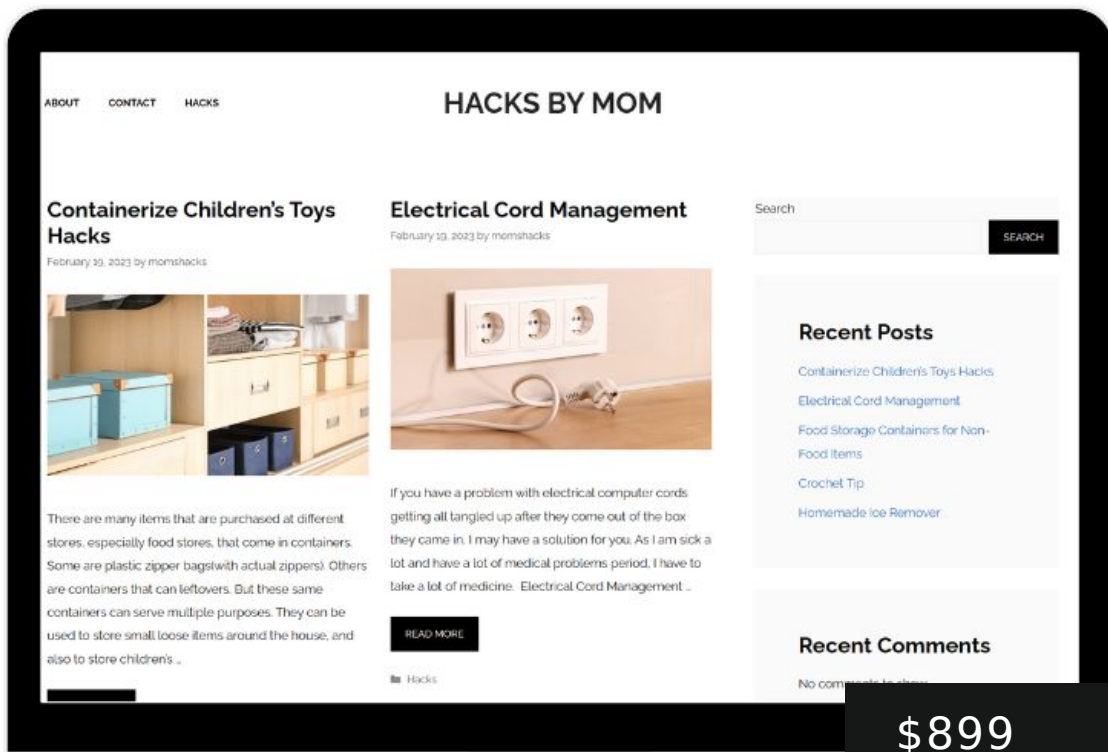 ABOUT CONTACT HACKS
HACKS BY MOM
Containerize Children's Toys
Hacks
February 19, 2023 by momshacks
There are many items that are purchased at different
stores, especially food stores, that come in containers.
Some are plastic zipper bags(with actual zippers). Others
are containers that can leftovers. But these same
containers can serve multiple purposes. They can be
used to store small loose items around the house, and
also to store children's …
Electrical Cord Management
February 19, 2023 by momshacks
If you have a problem with electrical computer cords
getting all tangled up after they come out of the box
they came in, I may have a solution for you. As I am sick a
lot and have a lot of medical problems period, I have to
take a lot of medicine. Electrical Cord Management …
READ MORE
Hacks
Search
SEARCH
Recent Posts
Containerize Children's Toys Hacks
Electrical Cord Management
Food Storage Containers for Non-
Food Items
Crochet Tip
Homemade Ice Remover
Recent Comments
No comments to show.
$899